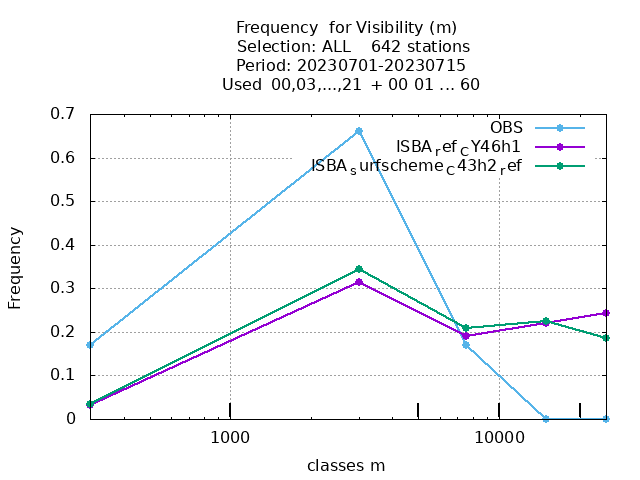 Frequency  for Visibility (m)
Selection: ALL    642 stations
Period: 20230701-20230715
Used  00,03,...,21  + 00 01 ... 60
0.7
0.6
0.5
0.4
0.3
0.2
0.1
0
Frequency
OBS
ISBA_ref_CY46h1
ISBA_surfscheme_C43h2_ref
1000
10000
classes m